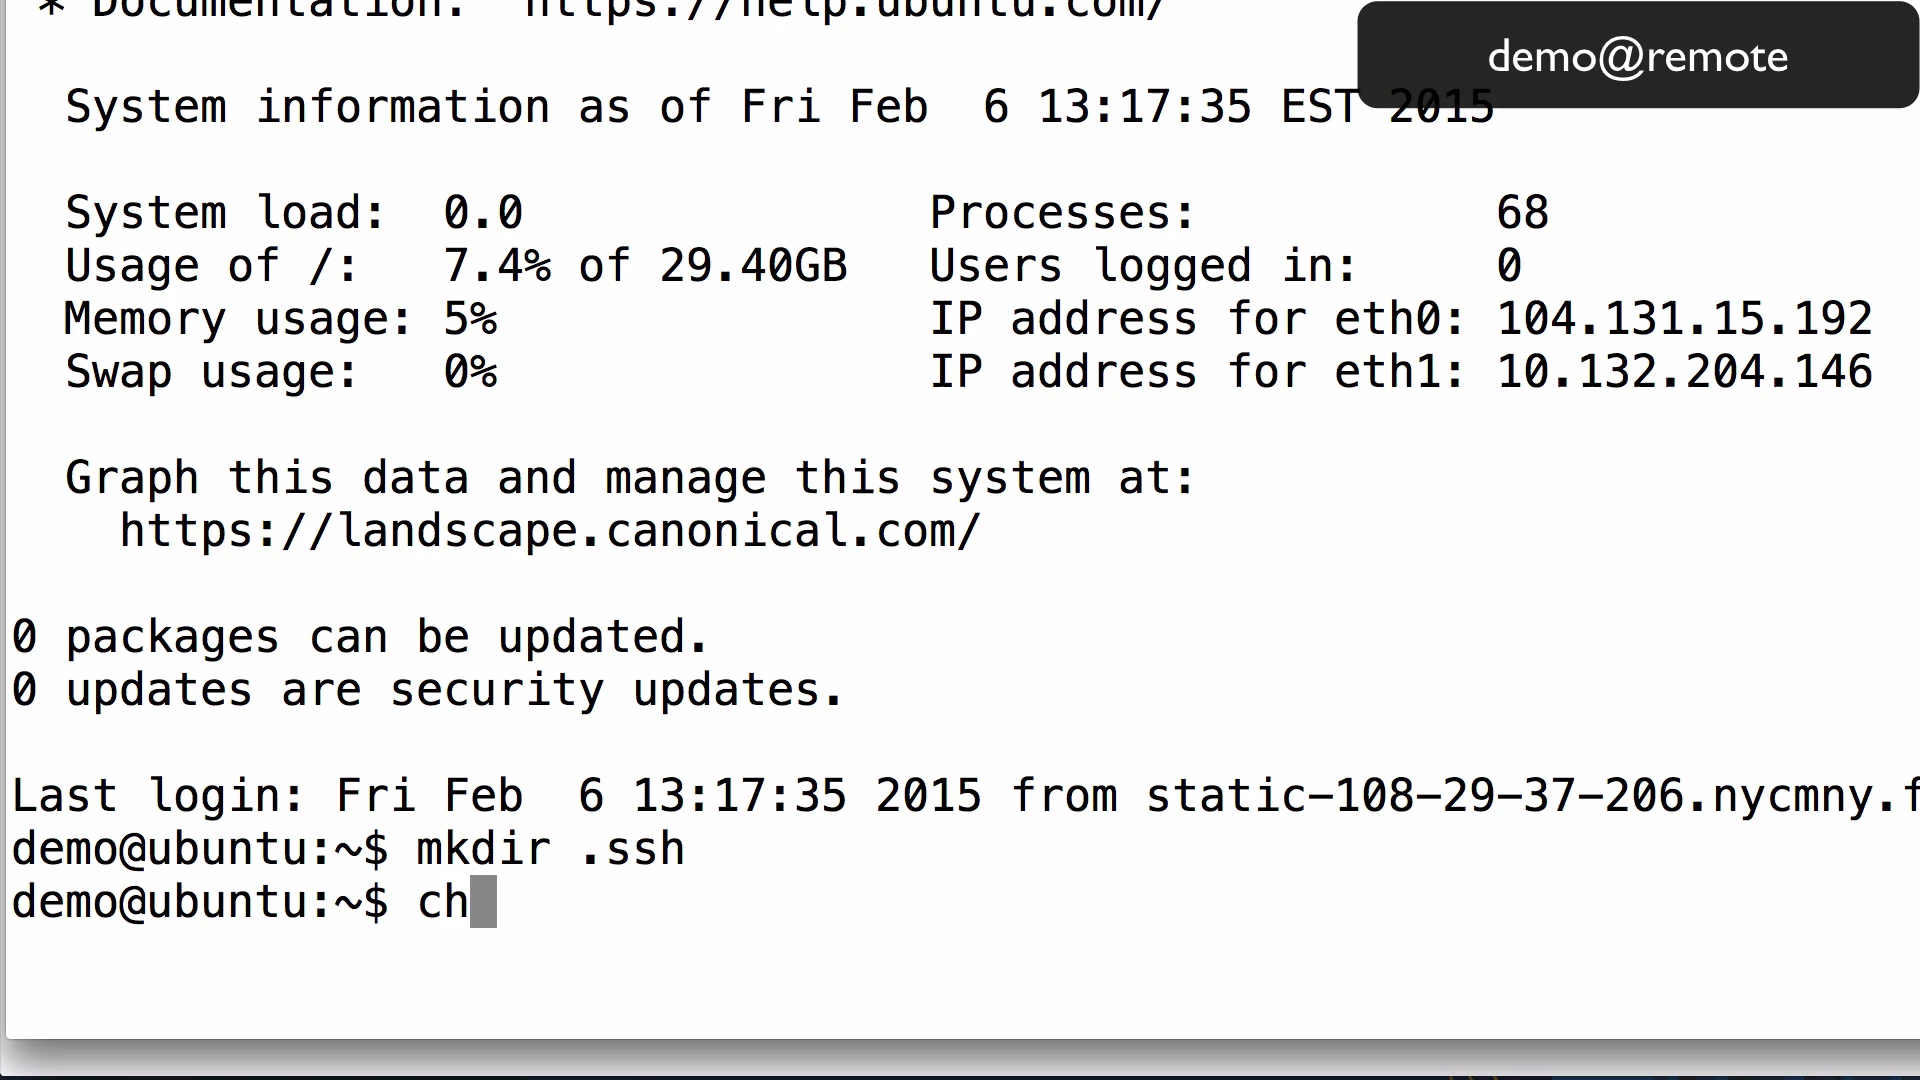 * Documentation:  https://help.ubuntu.com/
demo@remote
System information as of Fri Feb  6 13:17:35 EST 2015
System load:  0.0               Processes:           68
Usage of /:   7.4% of 29.40GB   Users logged in:     0
Memory usage: 5%                IP address for eth0: 104.131.15.192
Swap usage:   0%                IP address for eth1: 10.132.204.146
Graph this data and manage this system at:
https://landscape.canonical.com/
0 packages can be updated.
0 updates are security updates.
Last login: Fri Feb  6 13:17:35 2015 from static-108-29-37-206.nycmny.f
demo@ubuntu:~$ mkdir .ssh
demo@ubuntu:~$ ch